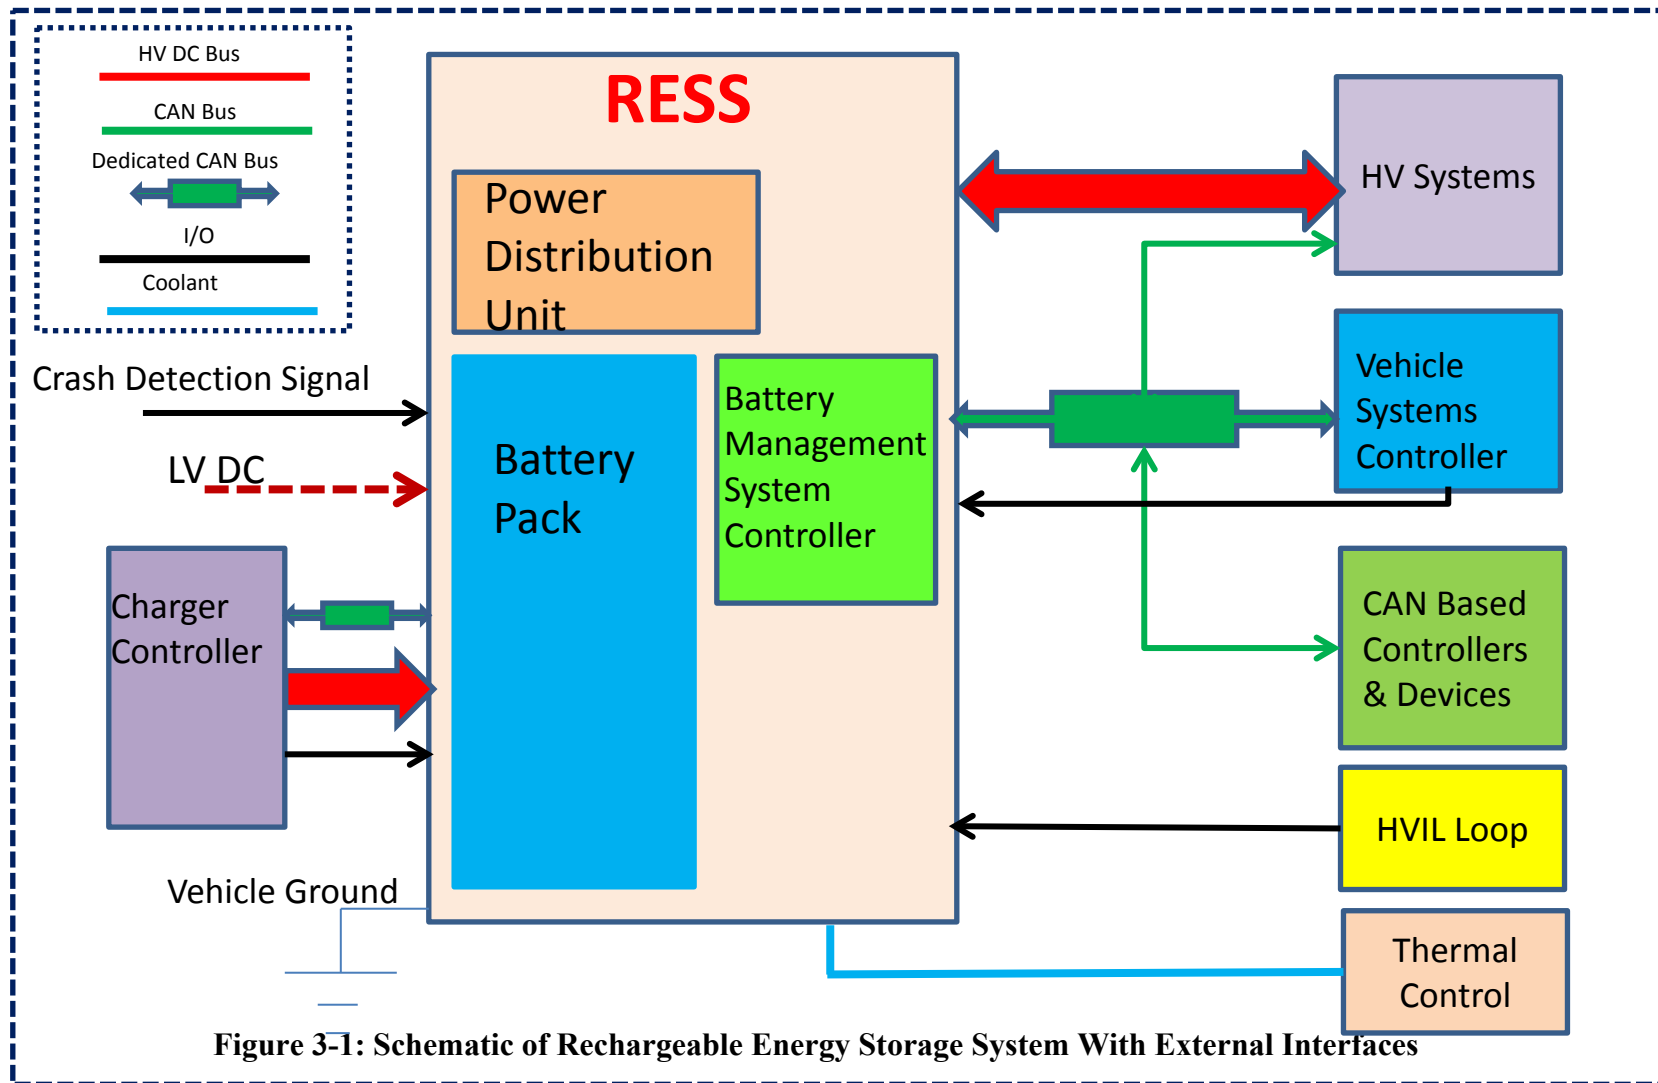 HV DC Bus
CAN Bus
Dedicated CAN Bus
I/O
Coolant
RESS
Power
Distribution
Unit
Battery
Pack
Battery
Management
System
Controller
Crash Detection Signal
LV DC
Charger
Controller
Vehicle Ground
HV Systems
Vehicle
Systems
Controller
CAN Based
Controllers
& Devices
HVIL Loop
Thermal
Control
Figure 3-1: Schematic of Rechargeable Energy Storage System With External Interfaces